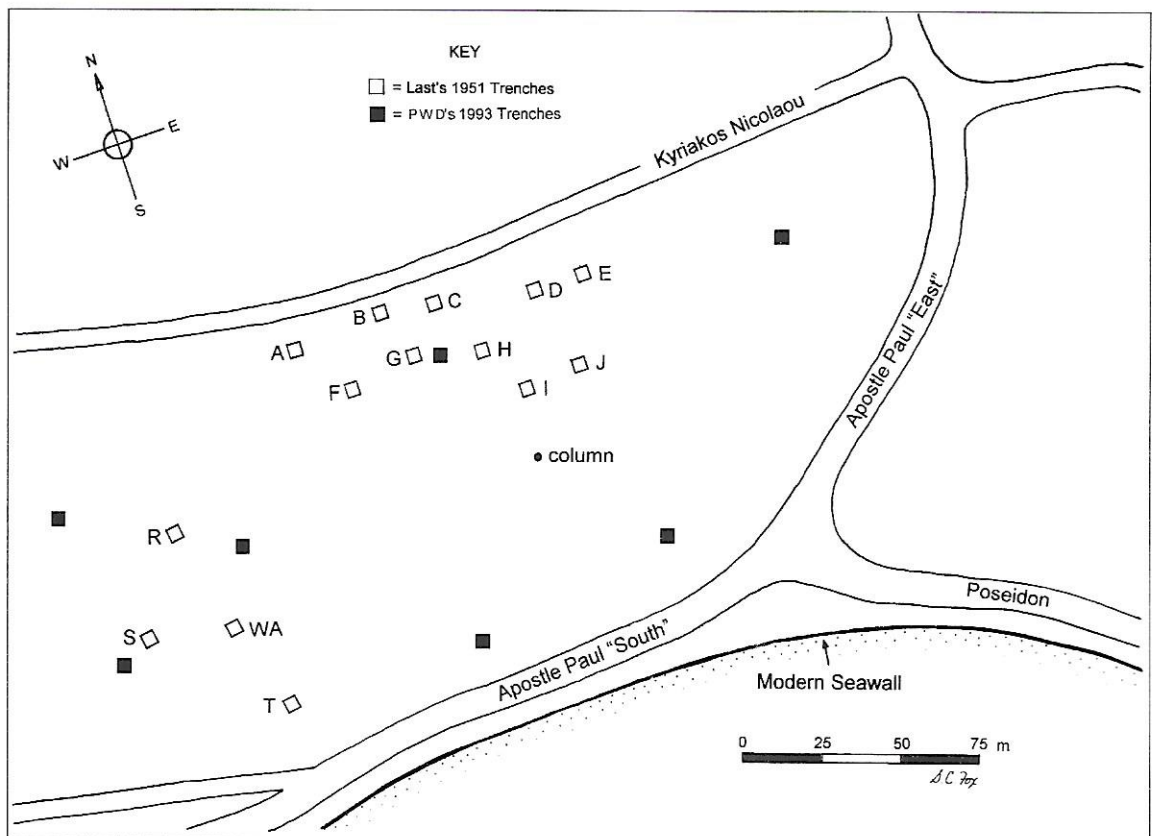 KEY
= Last's 1951 Trenches
= PWD's 1993 Trenches
N
E
W
S
Kyriakos Nicolaou
Apostle Paul "East"
E
D
C
B
A
G
H
J
F
I
column
R
S
WA
T
Apostle Paul "South"
Poseidon
Modern Seawall
0 25 50 75 m
S C Fox